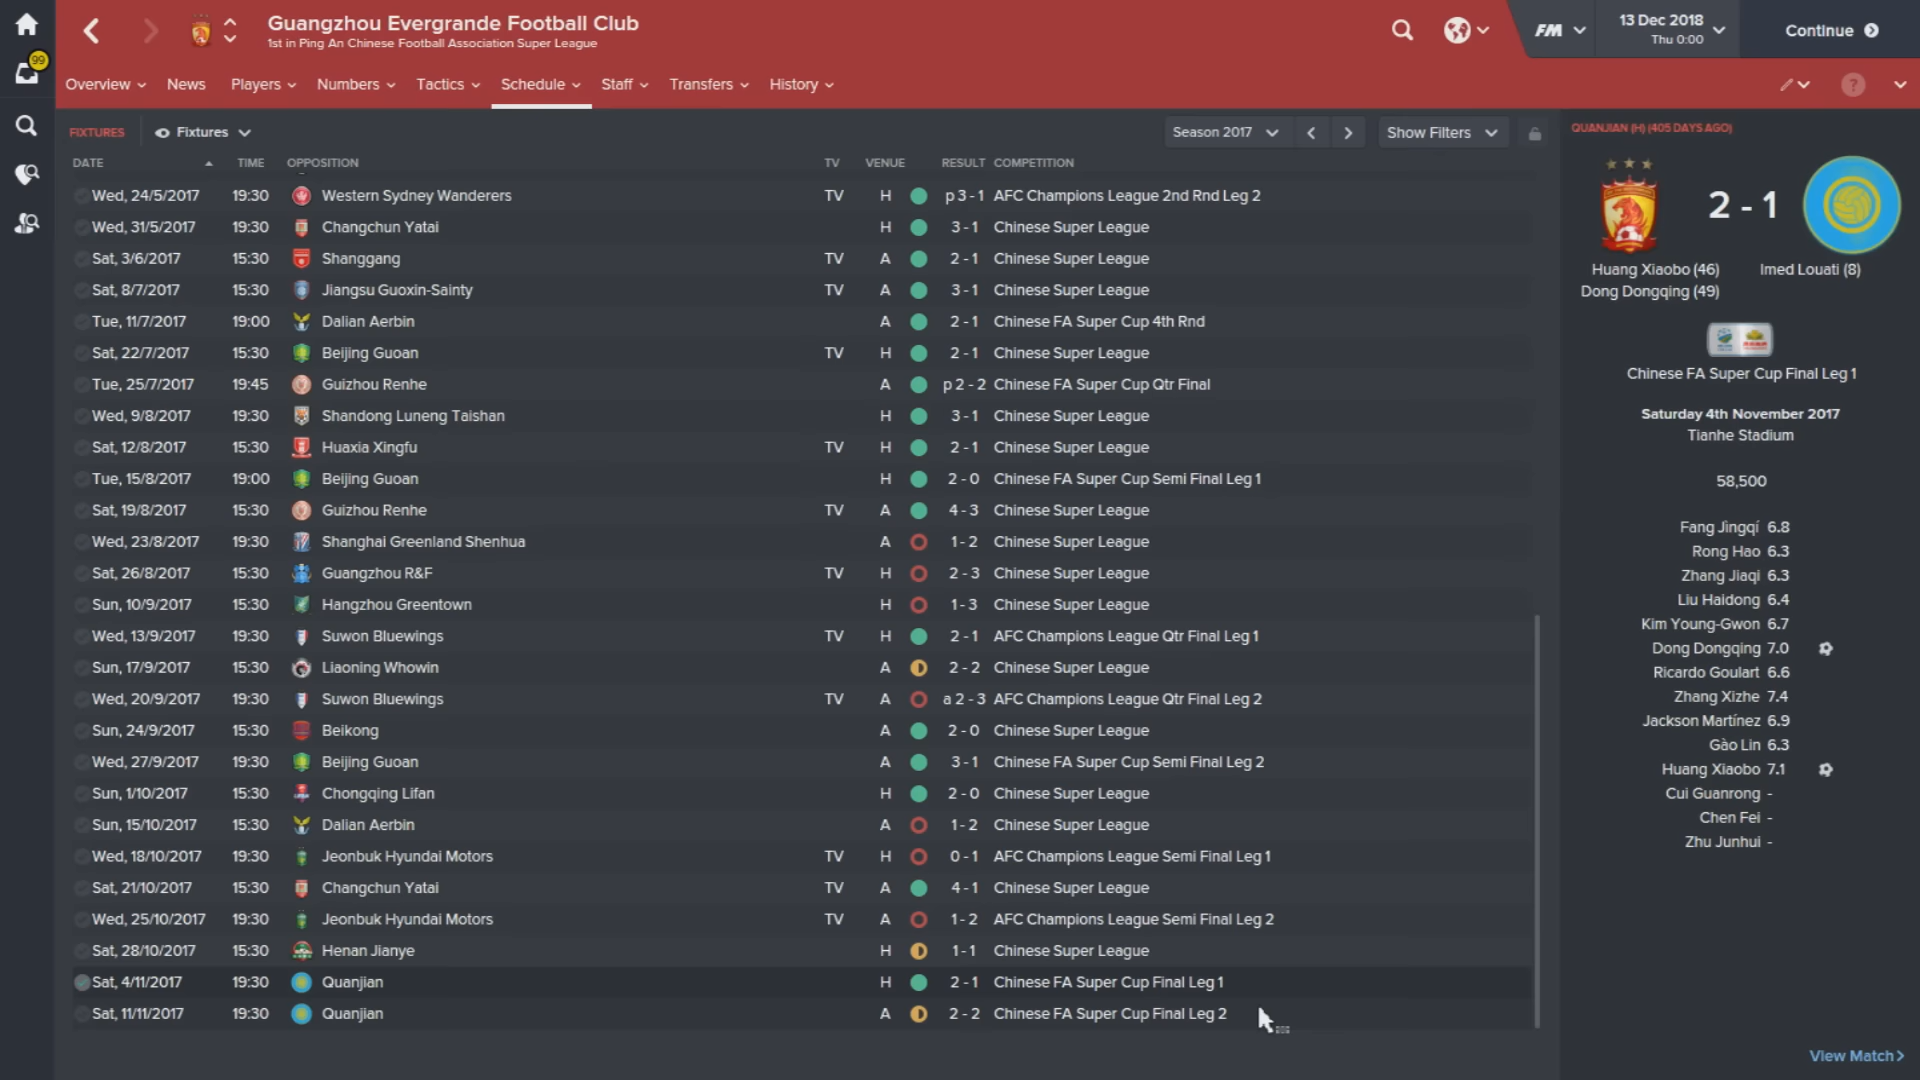 Guangzhou Evergrande Football Club
1st in Ping An Chinese Football Association Super League
FM
13 Dec 2018
Thu 0:00
Continue
99
Overview News Players Numbers Tactics Schedule Staff Transfers History
?
FIXTURES Fixtures Season 2017 Show Filters
DATE TIME OPPOSITION TV VENUE RESULT COMPETITION
Wed, 24/5/2017 19:30 Western Sydney Wanderers TV H p 3 - 1 AFC Champions League 2nd Rnd Leg 2
Wed, 31/5/2017 19:30 Changchun Yatai H 3 - 1 Chinese Super League
Sat, 3/6/2017 15:30 Shanggang TV A 2 - 1 Chinese Super League
Sat, 8/7/2017 15:30 Jiangsu Guoxin-Sainty TV A 3 - 1 Chinese Super League
Tue, 11/7/2017 19:00 Dalian Aerbin A 2 - 1 Chinese FA Super Cup 4th Rnd
Sat, 22/7/2017 15:30 Beijing Guoan TV H 2 - 1 Chinese Super League
Tue, 25/7/2017 19:45 Guizhou Renhe A p 2 - 2 Chinese FA Super Cup Qtr Final
Wed, 9/8/2017 19:30 Shandong Luneng Taishan H 3 - 1 Chinese Super League
Sat, 12/8/2017 15:30 Huaxia Xingfu TV H 2 - 1 Chinese Super League
Tue, 15/8/2017 19:00 Beijing Guoan H 2 - 0 Chinese FA Super Cup Semi Final Leg 1
Sat, 19/8/2017 15:30 Guizhou Renhe TV A 4 - 3 Chinese Super League
Wed, 23/8/2017 19:30 Shanghai Greenland Shenhua A 1 - 2 Chinese Super League
Sat, 26/8/2017 15:30 Guangzhou R&F TV H 2 - 3 Chinese Super League
Sun, 10/9/2017 15:30 Hangzhou Greentown H 1 - 3 Chinese Super League
Wed, 13/9/2017 19:30 Suwon Bluewings TV H 2 - 1 AFC Champions League Qtr Final Leg 1
Sun, 17/9/2017 15:30 Liaoning Whowin A 2 - 2 Chinese Super League
Wed, 20/9/2017 19:30 Suwon Bluewings TV A a 2 - 3 AFC Champions League Qtr Final Leg 2
Sun, 24/9/2017 15:30 Beikong A 2 - 0 Chinese Super League
Wed, 27/9/2017 19:30 Beijing Guoan A 3 - 1 Chinese FA Super Cup Semi Final Leg 2
Sun, 1/10/2017 15:30 Chongqing Lifan H 2 - 0 Chinese Super League
Sun, 15/10/2017 15:30 Dalian Aerbin A 1 - 2 Chinese Super League
Wed, 18/10/2017 19:30 Jeonbuk Hyundai Motors TV H 0 - 1 AFC Champions League Semi Final Leg 1
Sat, 21/10/2017 15:30 Changchun Yatai TV A 4 - 1 Chinese Super League
Wed, 25/10/2017 19:30 Jeonbuk Hyundai Motors TV A 1 - 2 AFC Champions League Semi Final Leg 2
Sat, 28/10/2017 15:30 Henan Jianye H 1 - 1 Chinese Super League
Sat, 4/11/2017 19:30 Quanjian H 2 - 1 Chinese FA Super Cup Final Leg 1
Sat, 11/11/2017 19:30 Quanjian A 2 - 2 Chinese FA Super Cup Final Leg 2
QUANJIAN (H) (405 DAYS AGO)
2 - 1
Huang Xiaobo (46) Imed Louati (8)
Dong Dongqing (49)
Chinese FA Super Cup Final Leg 1
Saturday 4th November 2017
Tianhe Stadium
58,500
Fang Jìngqí 6.8
Rong Hao 6.3
Zhang Jiaqi 6.3
Liu Haidong 6.4
Kim Young-Gwon 6.7
Dong Dongqing 7.0
Ricardo Goulart 6.6
Zhang Xizhe 7.4
Jackson Martínez 6.9
Gào Lin 6.3
Huang Xiaobo 7.1
Cui Guanrong -
Chen Fei -
Zhu Junhui -
View Match>